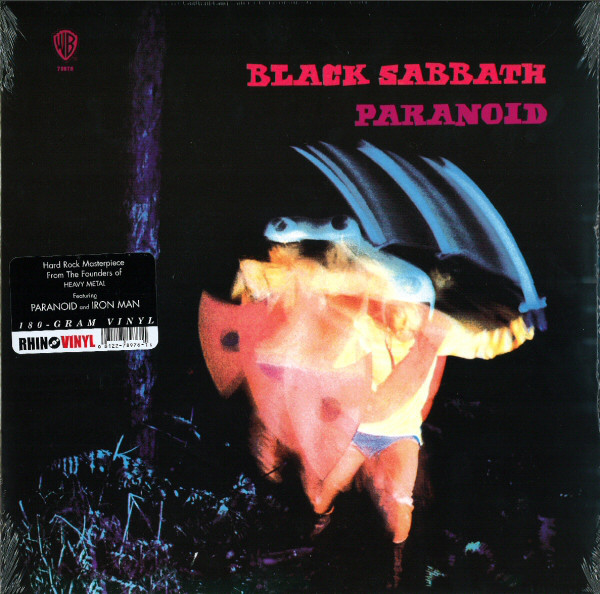 WB
BLACK SABBATH
PARANOID
Hard Rock Masterpiece
From The Founders of
HEAVY METAL
Featuring
PARANOID and IRON MAN
180-GRAM VINYL
RHINO VINYL